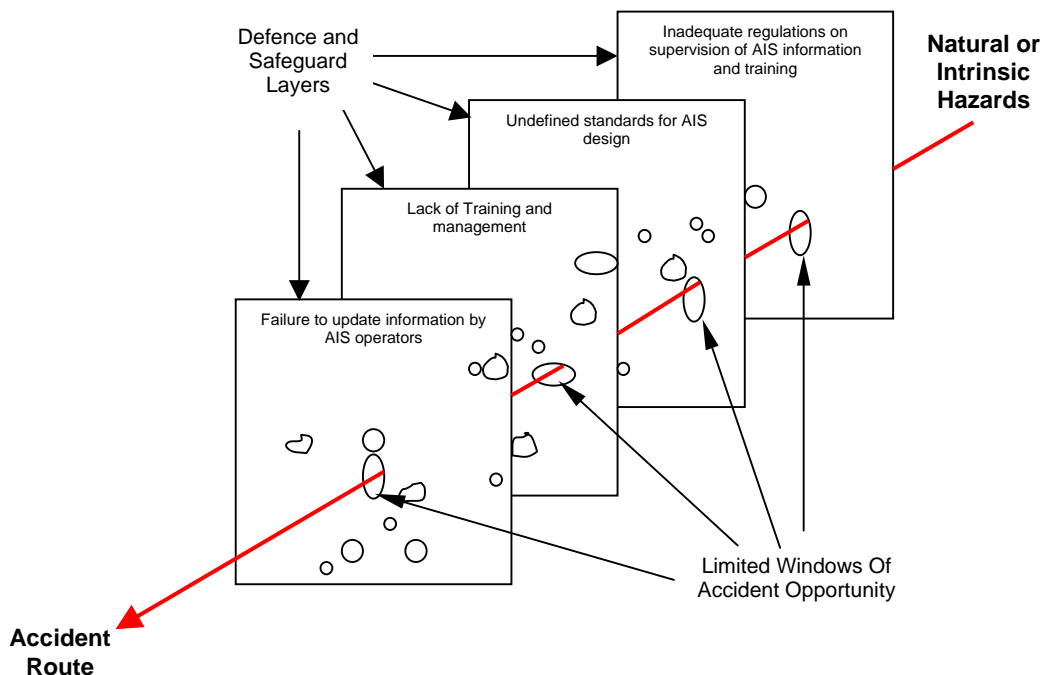 Defence and
Safeguard
Layers
Inadequate regulations on
supervision of AIS information
and training
Natural or
Intrinsic
Hazards
Undefined standards for AIS
design
Lack of Training and
management
Failure to update information by
AIS operators
Limited Windows Of
Accident Opportunity
Accident
Route